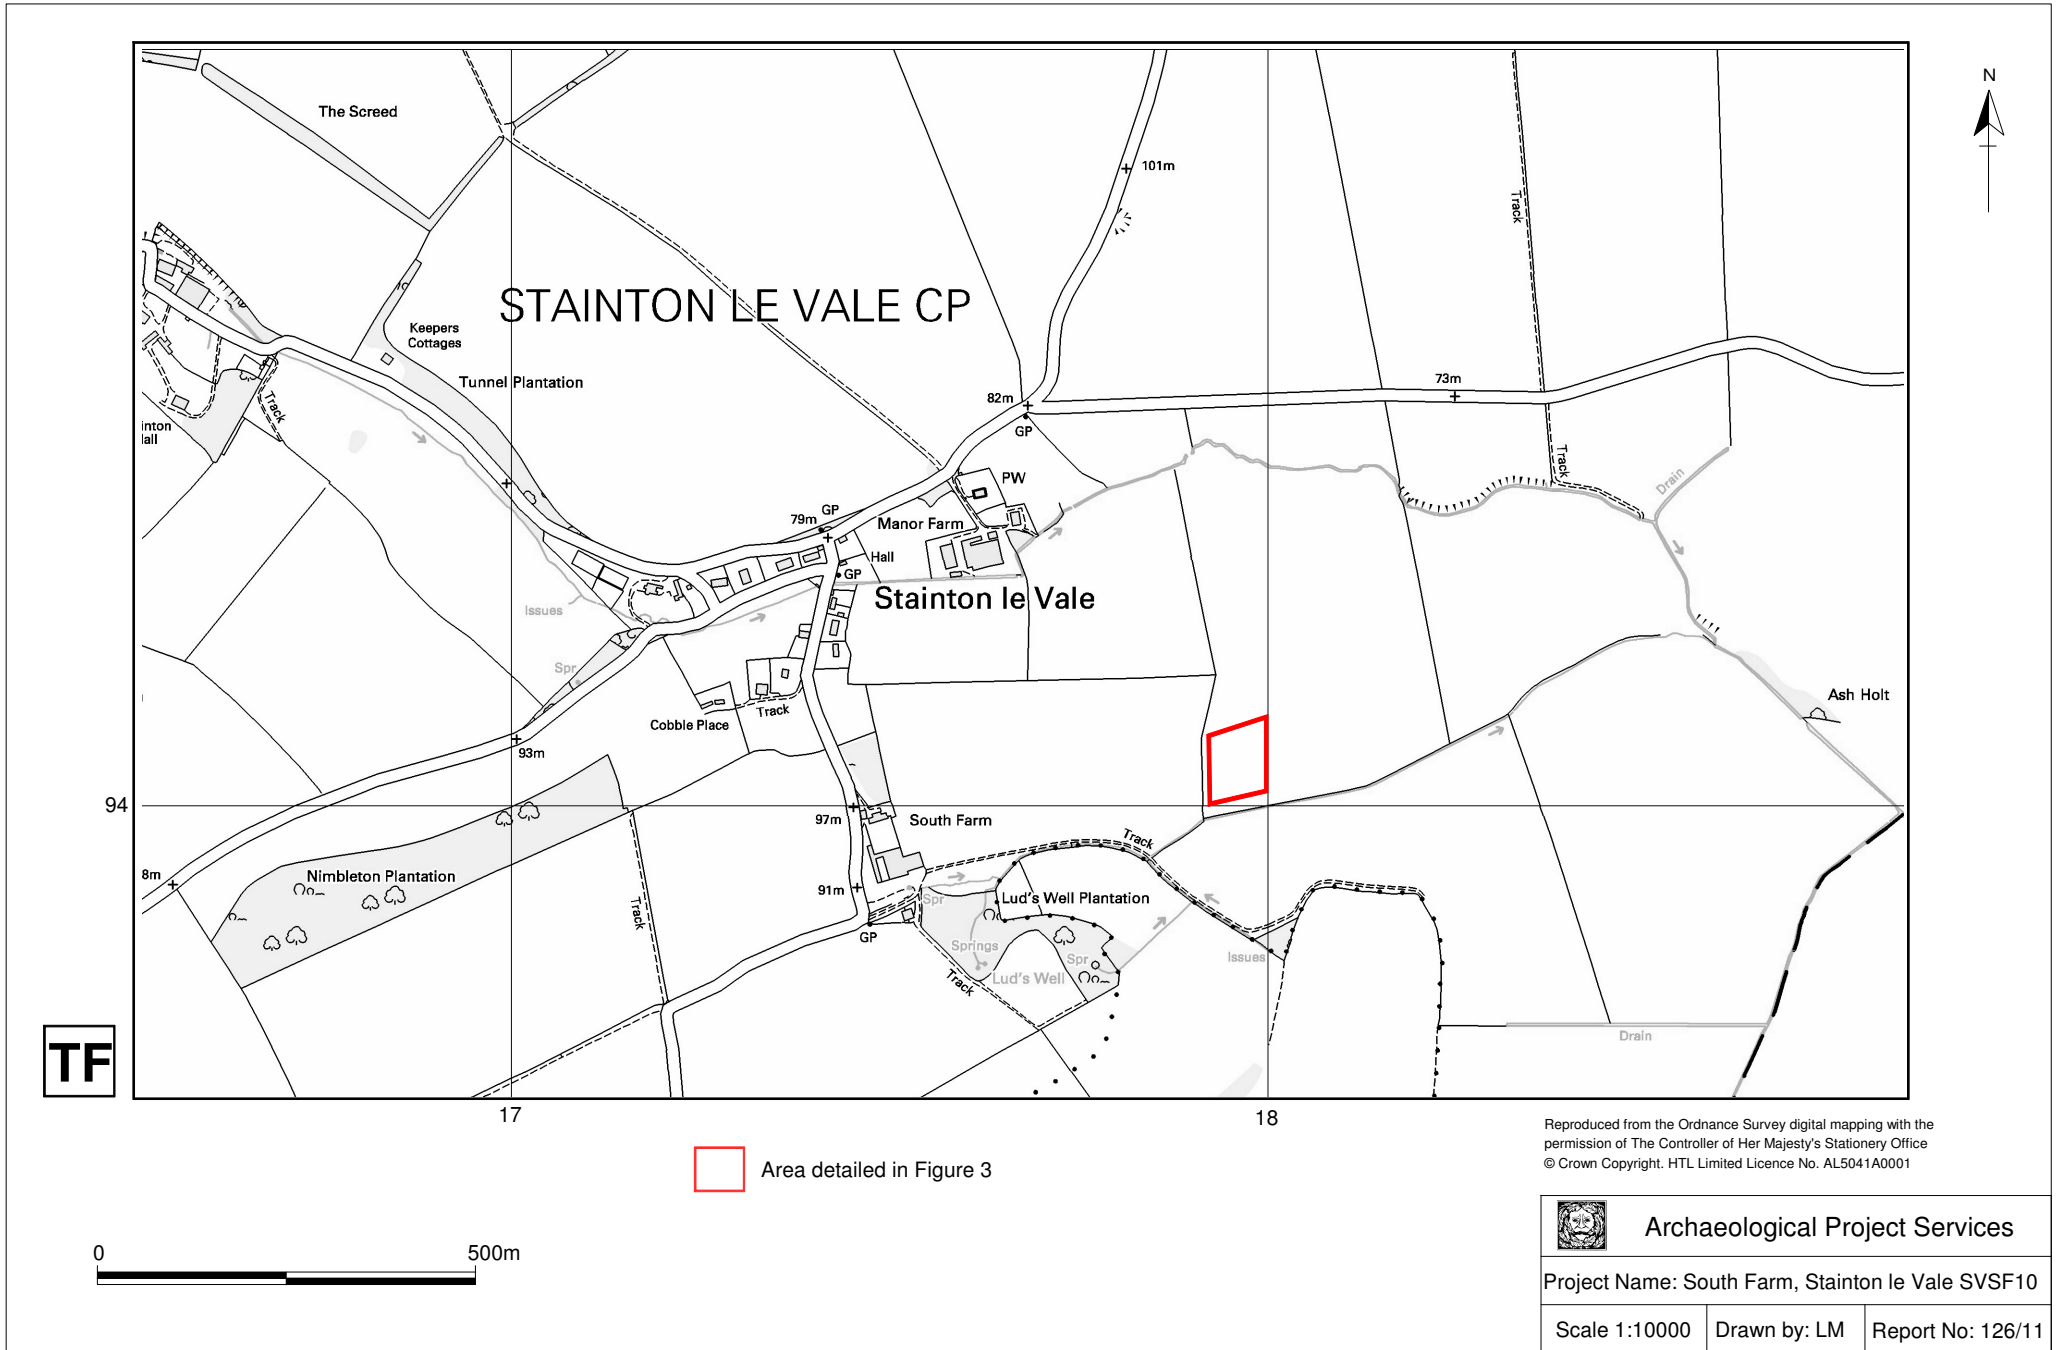 N
The Screed
101m
Track
STAINTON LE VALE CP
Keepers
Cottages
Tunnel Plantation
73m
82m
GP
Track
inton
Hall
Track
PW
Drain
GP
79m
Manor Farm
Hall
GP
Stainton le Vale
Issues
Spr
Ash Holt
Track
Cobble Place
93m
94
97m
South Farm
Track
8m
Nimbleton Plantation
91m
Spr
Lud's Well Plantation
Track
GP
Springs
Spr
Issues
Lud's Well
Track
Drain
TF
17
18
Reproduced from the Ordnance Survey digital mapping with the
permission of The Controller of Her Majesty's Stationery Office
© Crown Copyright. HTL Limited Licence No. AL5041A0001
Area detailed in Figure 3
0 500m
Archaeological Project Services
Project Name: South Farm, Stainton le Vale SVSF10
Scale 1:10000 Drawn by: LM Report No: 126/11